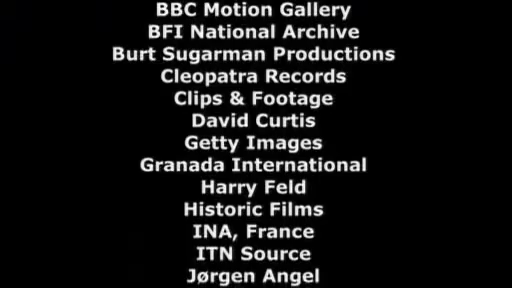 BBC Motion Gallery
BFI National Archive
Burt Sugarman Productions
Cleopatra Records
Clips & Footage
David Curtis
Getty Images
Granada International
Harry Feld
Historic Films
INA, France
ITN Source
Jørgen Angel